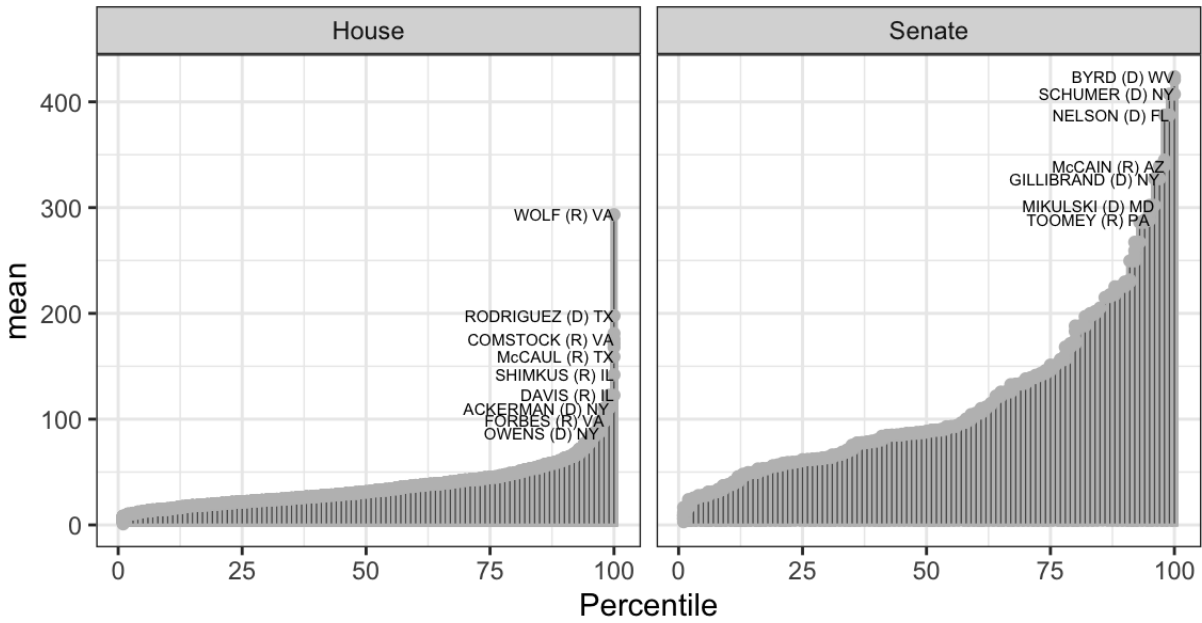 House
Senate
mean
400
300
200
100
0
WOLF (R) VA
RODRIGUEZ (D) TX
COMSTOCK (R) VA
McCAUL (R) TX
SHIMKUS (R) IL
DAVIS (R) IL
ACKERMAN (D) NY
FORBES (R) VA
OWENS (D) NY
BYRD (D) WV
SCHUMER (D) NY
NELSON (D) FL
McCAIN (R) AZ
GILLIBRAND (D) NY
MIKULSKI (D) MD
TOOMEY (R) PA
0 25 50 75 100
0 25 50 75 100
Percentile